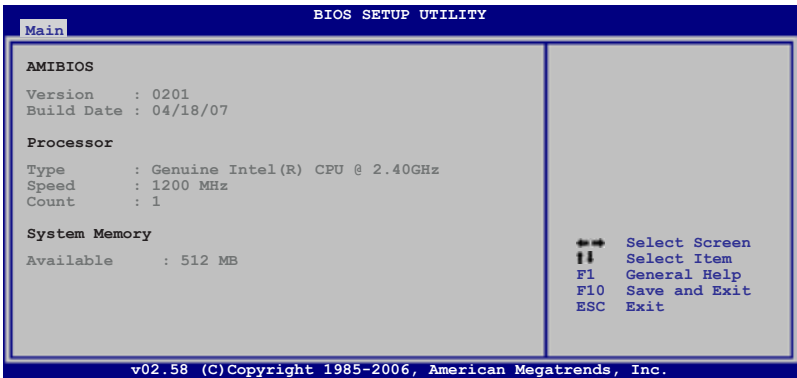 BIOS SETUP UTILITY
Main
AMIBIOS
Version : 0201
Build Date : 04/18/07
Processor
Type : Genuine Intel(R) CPU @ 2.40GHz
Speed : 1200 MHz
Count : 1
System Memory
Available : 512 MB
←→ Select Screen
↑↓ Select Item
F1 General Help
F10 Save and Exit
ESC Exit
v02.58 (C)Copyright 1985-2006, American Megatrends, Inc.